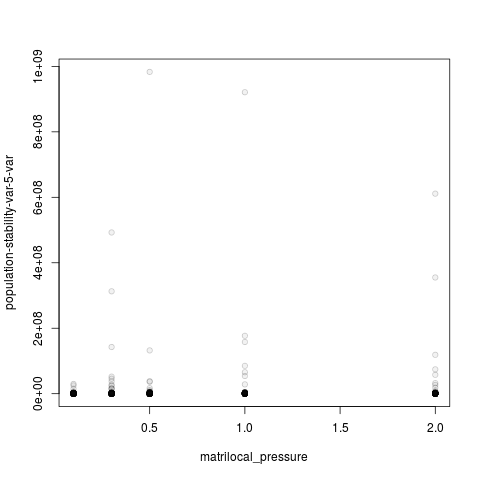 population-stability-var-5-var
1e+09
8e+08
6e+08
4e+08
2e+08
0e+00
0.5 1.0 1.5 2.0
matrilocal_pressure